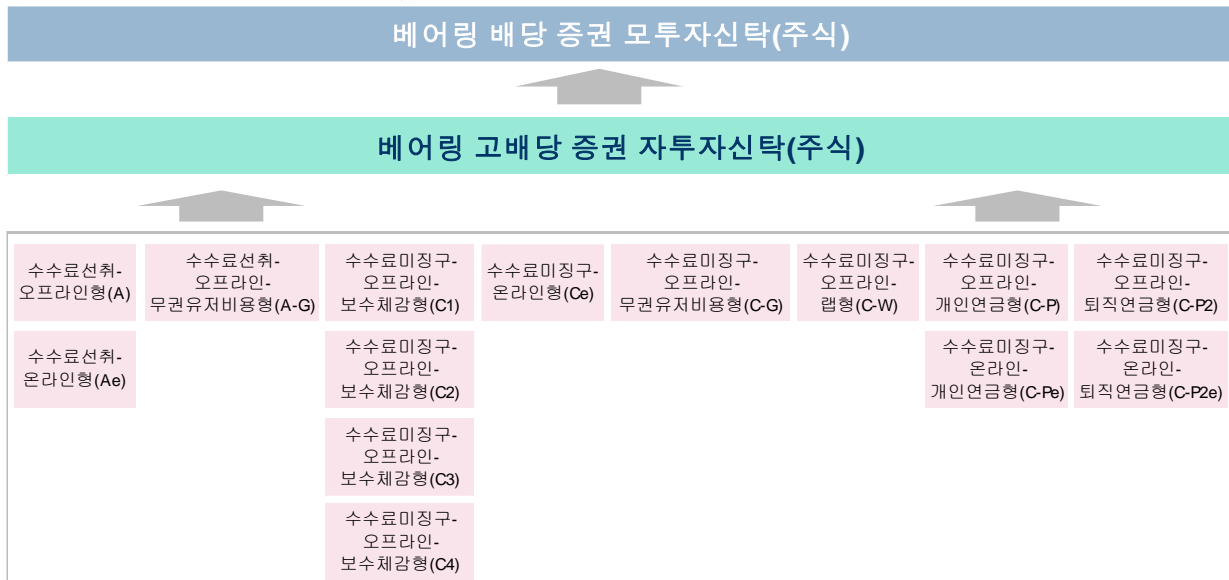 베어링 배당 증권 모투자신탁(주식)
베어링 고배당 증권 자투자신탁(주식)
수수료선취-
오프라인형(A)
수수료선취-
오프라인-
무권유저비용형(A-G)
수수료미징구-
오프라인-
보수체감형(C1)
수수료미징구-
온라인형(Ce)
수수료미징구-
오프라인-
무권유저비용형(C-G)
수수료미징구-
오프라인-
랩형(C-W)
수수료미징구-
오프라인-
개인연금형(C-P)
수수료미징구-
오프라인-
퇴직연금형(C-P2)
수수료선취-
온라인형(Ae)
수수료미징구-
오프라인-
보수체감형(C2)
수수료미징구-
온라인-
개인연금형(C-Pe)
수수료미징구-
온라인-
퇴직연금형(C-P2e)
수수료미징구-
오프라인-
보수체감형(C3)
수수료미징구-
오프라인-
보수체감형(C4)